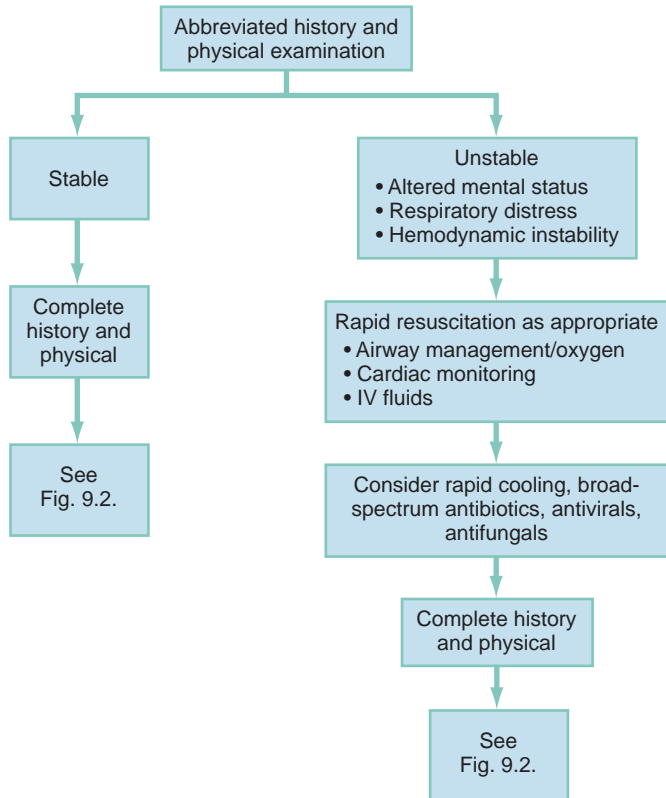 Abbreviated history and
physical examination
Stable
Complete
history and
physical
See
Fig. 9.2.
Unstable
• Altered mental status
• Respiratory distress
• Hemodynamic instability
Rapid resuscitation as appropriate
• Airway management/oxygen
• Cardiac monitoring
• IV fluids
Consider rapid cooling, broad-
spectrum antibiotics, antivirals,
antifungals
Complete history
and physical
See
Fig. 9.2.